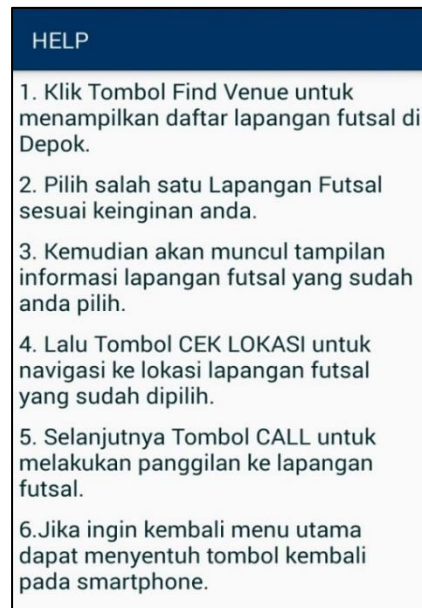 HELP
1. Klik Tombol Find Venue untuk
menampilkan daftar lapangan futsal di
Depok.
2. Pilih salah satu Lapangan Futsal
sesuai keinginan anda.
3. Kemudian akan muncul tampilan
informasi lapangan futsal yang sudah
anda pilih.
4. Lalu Tombol CEK LOKASI untuk
navigasi ke lokasi lapangan futsal
yang sudah dipilih.
5. Selanjutnya Tombol CALL untuk
melakukan panggilan ke lapangan
futsal.
6.Jika ingin kembali menu utama
dapat menyentuh tombol kembali
pada smartphone.